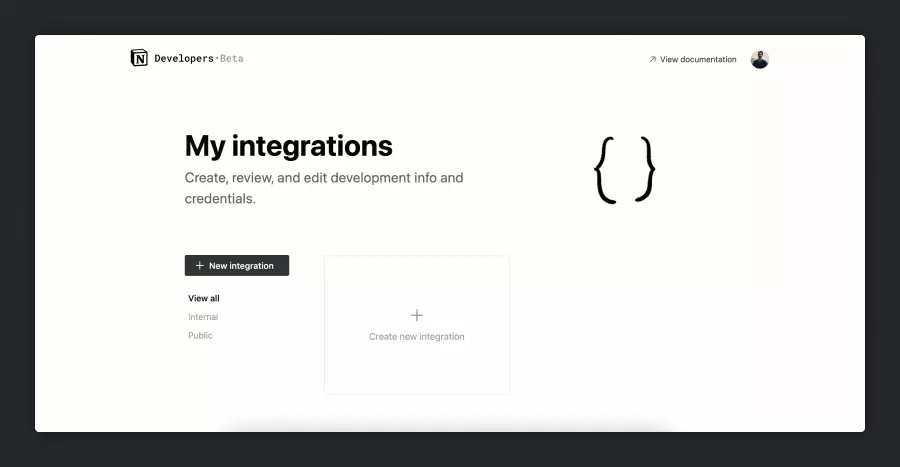 Developers·Beta
View documentation
My integrations
Create, review, and edit development info and
credentials.
New integration
View all
Internal
Public
Create new integration